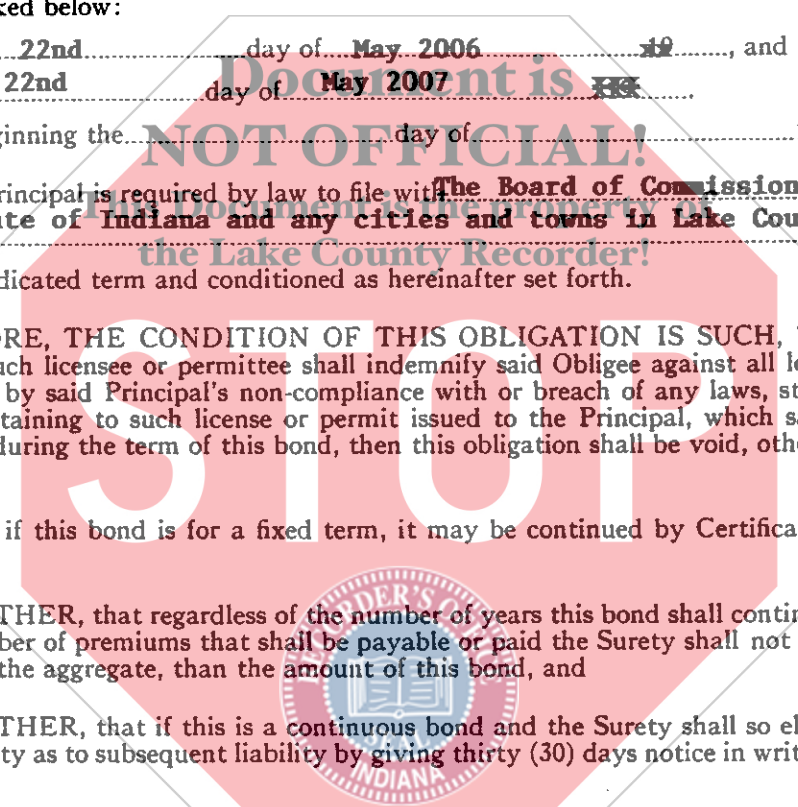 ked below:
22nd day of May 2006 19, and
22nd day of May 2007
ginning the day of
rincipal is required by law to file with The Board of Commission
te of Indiana and any cities and towns in Lake Cou
dicated term and conditioned as hereinafter set forth.
RE, THE CONDITION OF THIS OBLIGATION IS SUCH,
ch licensee or permittee shall indemnify said Obligee against all l
by said Principal's non-compliance with or breach of any laws, st
taining to such license or permit issued to the Principal, which s
during the term of this bond, then this obligation shall be void, oth
if this bond is for a fixed term, it may be continued by Certifica
THER, that regardless of the number of years this bond shall contin
ber of premiums that shall be payable or paid the Surety shall not
the aggregate, than the amount of this bond, and
THER, that if this is a continuous bond and the Surety shall so el
ty as to subsequent liability by giving thirty (30) days notice in writ
Document is
NOT OFFICIAL!
This Document is the property of
the Lake County Recorder!
STOP
INDIANA